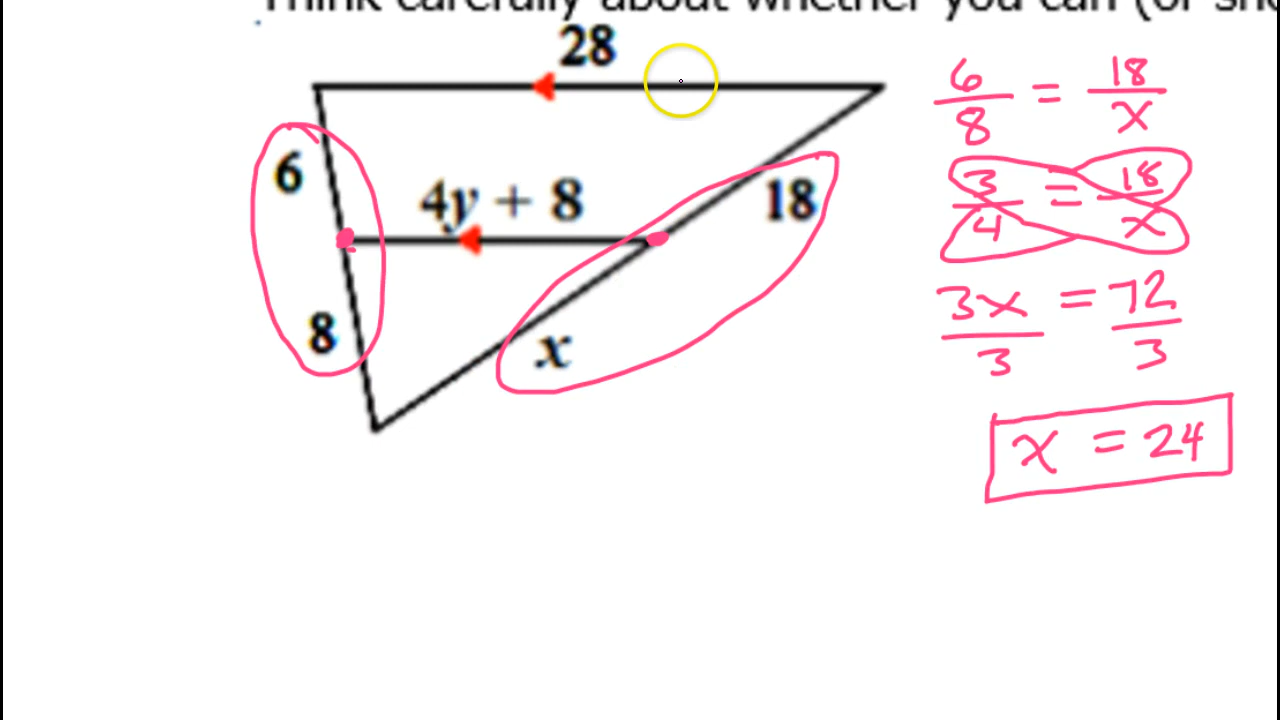 Think carefully about whether you can (or sho
28
6
4y + 8
18
8
x
6/8 = 18/x
3/4 = 18/x
3x/3 = 72/3
x = 24